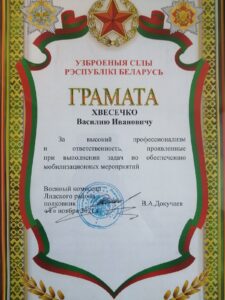 УЗБРОЕНЫЯ СІЛЫ
РЭСПУБЛІКІ БЕЛАРУСЬ
ГРАМАТА
ХВЕСЕЧКО
Василию Ивановичу
За высокий профессионализм
и ответственность, проявленные
при выполнении задач по обеспечению
мобилизационных мероприятий
Военный комиссар
района
полковник В.А.Докучаев
ноября